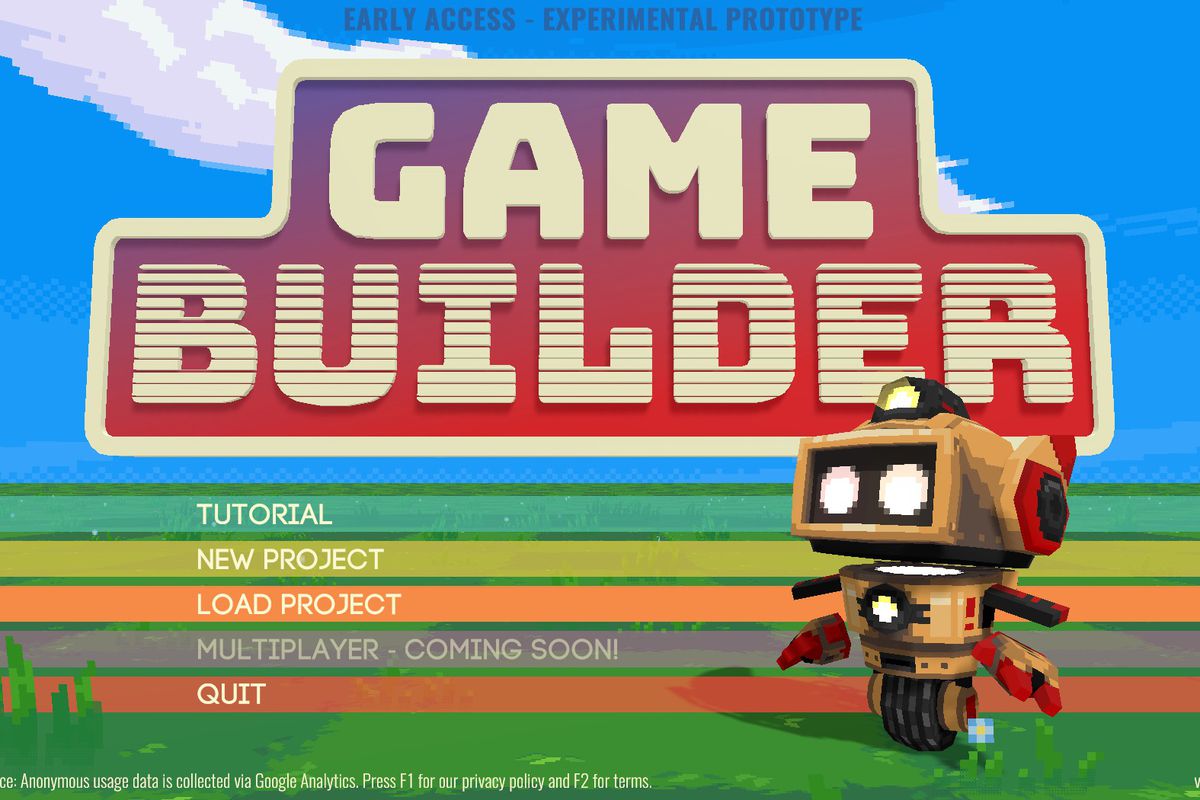 EARLY ACCESS - EXPERIMENTAL PROTOTYPE
GAME
BUILDER
TUTORIAL
NEW PROJECT
LOAD PROJECT
MULTIPLAYER - COMING SOON!
QUIT
Anonymous usage data is collected via Google Analytics. Press F1 for our privacy policy and F2 for terms.